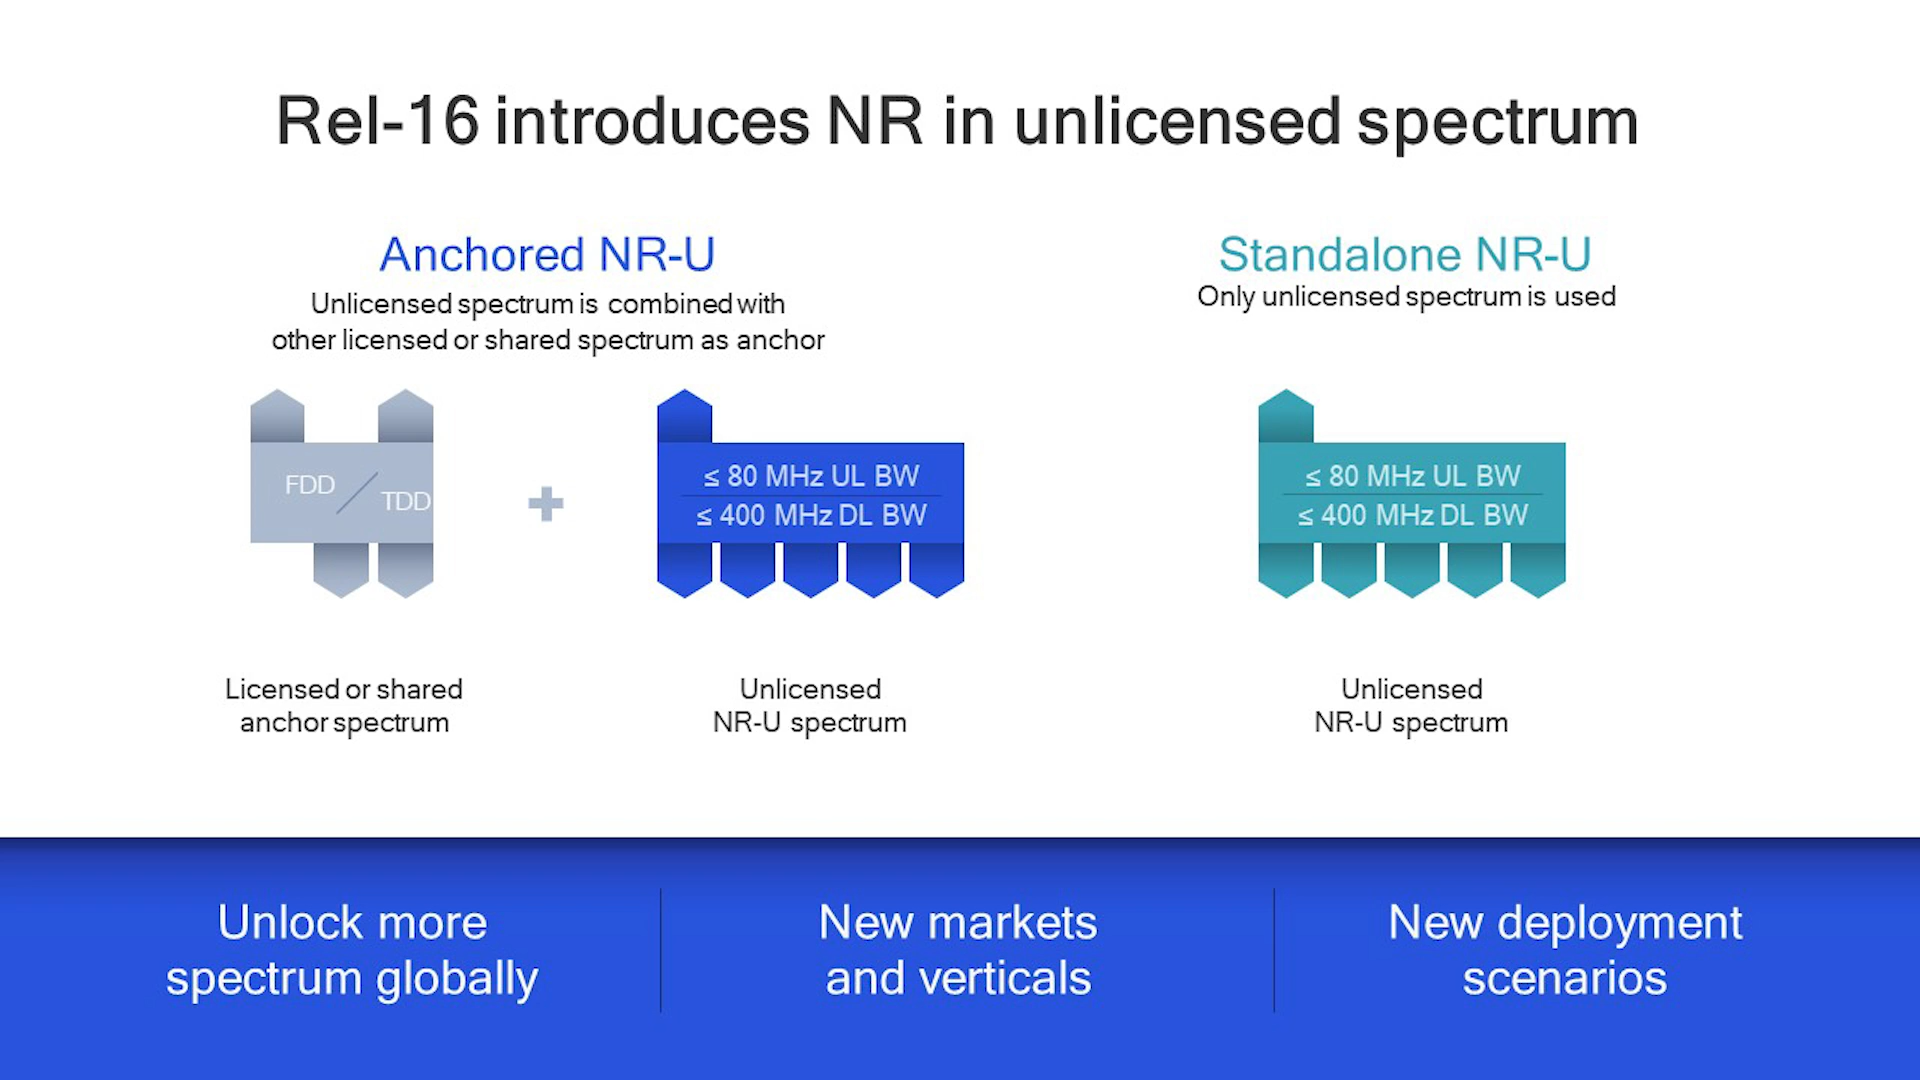 Rel-16 introduces NR in unlicensed spectrum
Anchored NR-U
Unlicensed spectrum is combined with
other licensed or shared spectrum as anchor
FDD
TDD
+
≤ 80 MHz UL BW
≤ 400 MHz DL BW
Licensed or shared
anchor spectrum
Unlicensed
NR-U spectrum
Standalone NR-U
Only unlicensed spectrum is used
≤ 80 MHz UL BW
≤ 400 MHz DL BW
Unlicensed
NR-U spectrum
Unlock more
spectrum globally
New markets
and verticals
New deployment
scenarios